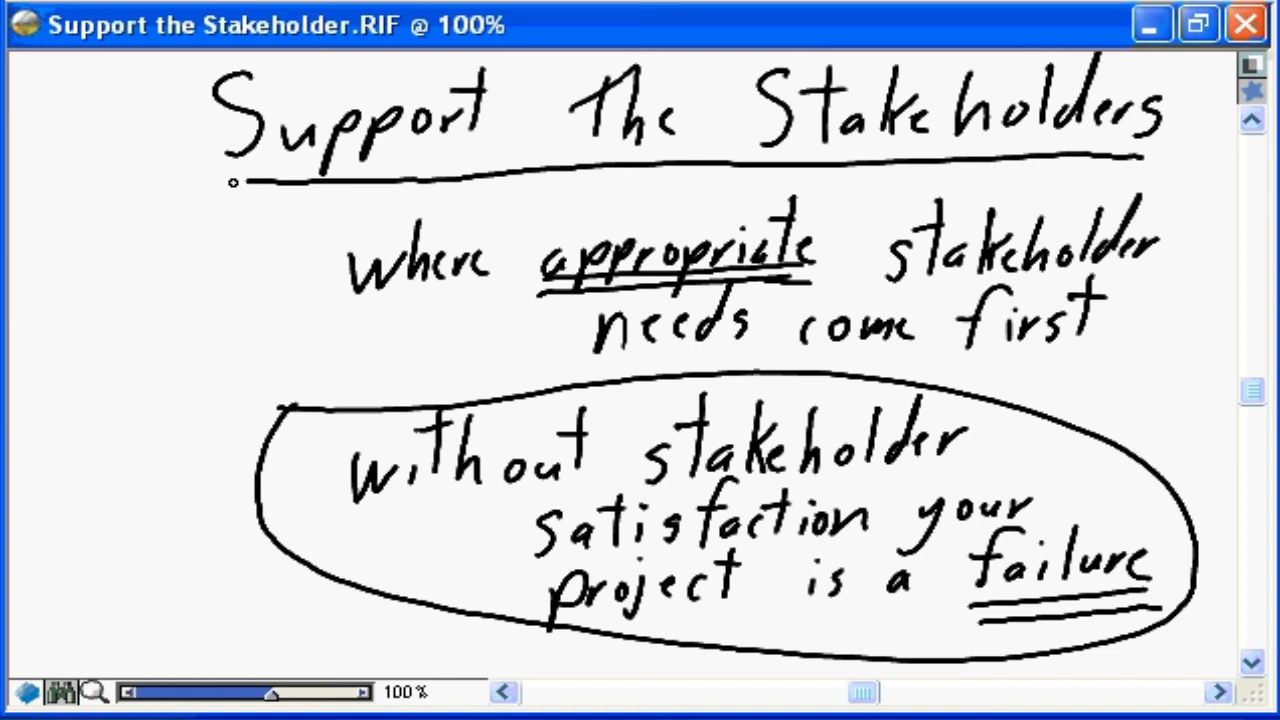 Support the Stakeholder.RIF @ 100%
Support The Stakeholders
where appropriate stakeholder
needs come first
without stakeholder
satisfaction your
project is a failure
100%